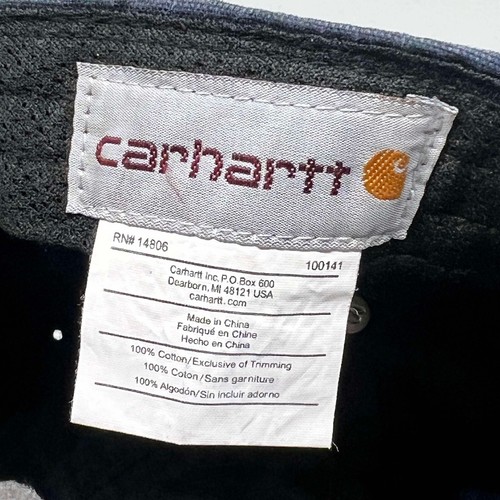 carhartt
RN# 14806 100141
Carhartt Inc. P.O. Box 600
Dearborn, MI 48121 USA
carhartt.com
Made in China
Fabriqué en Chine
Hecho en China
100% Cotton/Exclusive of Trimming
100% Coton/Sans garniture
100% Algodón/Sin incluir adorno